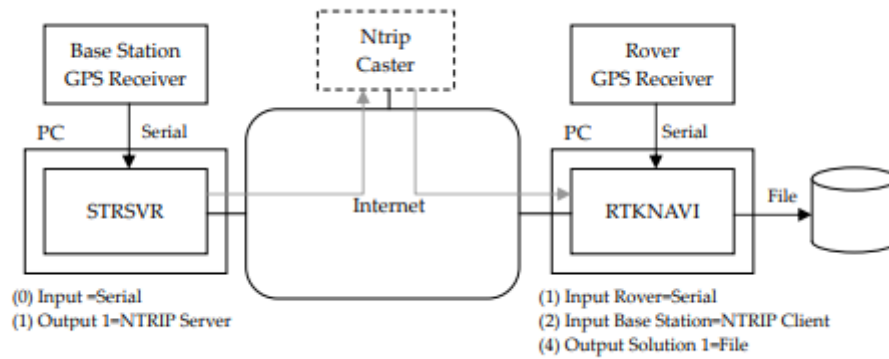 Base Station
GPS Receiver
Ntrip
Caster
Rover
GPS Receiver
PC
Serial
PC
Serial
STRSVR
Internet
RTKNAVI
File
(0) Input =Serial
(1) Output 1=NTRIP Server
(1) Input Rover=Serial
(2) Input Base Station=NTRIP Client
(4) Output Solution 1=File